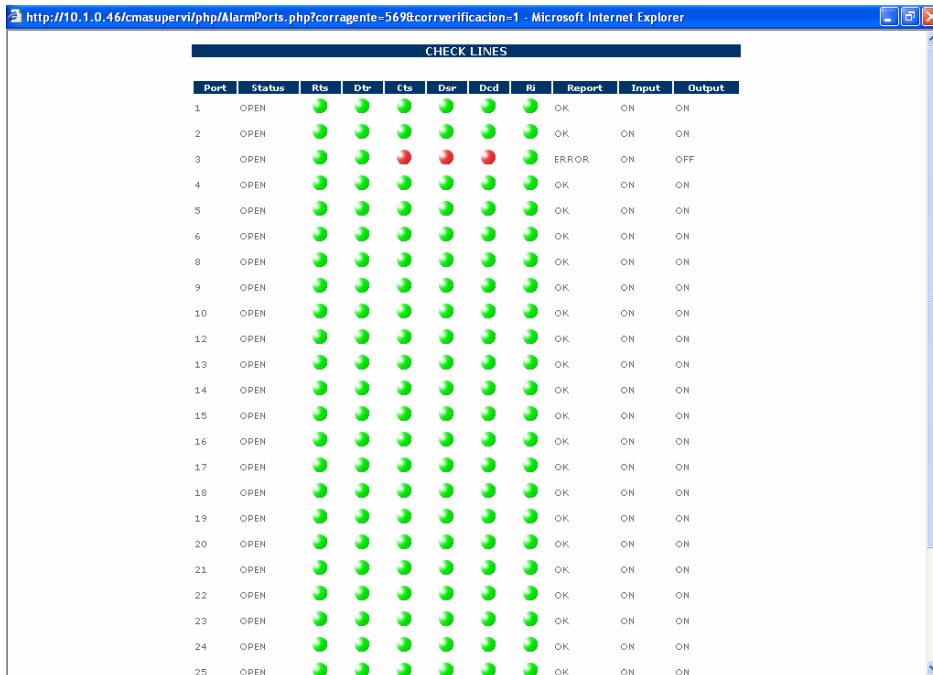 http://10.1.0.46/cmasupervi/php/AlarmPorts.php?corragente=569&corrverificacion=1 - Microsoft Internet Explorer
CHECK LINES
Port Status Rts Dtr Cts Dsr Dcd Ri Report Input Output
1 OPEN OK ON ON
2 OPEN OK ON ON
3 OPEN ERROR ON OFF
4 OPEN OK ON ON
5 OPEN OK ON ON
6 OPEN OK ON ON
8 OPEN OK ON ON
9 OPEN OK ON ON
10 OPEN OK ON ON
12 OPEN OK ON ON
13 OPEN OK ON ON
14 OPEN OK ON ON
15 OPEN OK ON ON
16 OPEN OK ON ON
17 OPEN OK ON ON
18 OPEN OK ON ON
19 OPEN OK ON ON
20 OPEN OK ON ON
21 OPEN OK ON ON
22 OPEN OK ON ON
23 OPEN OK ON ON
24 OPEN OK ON ON
25 OPEN OK ON ON